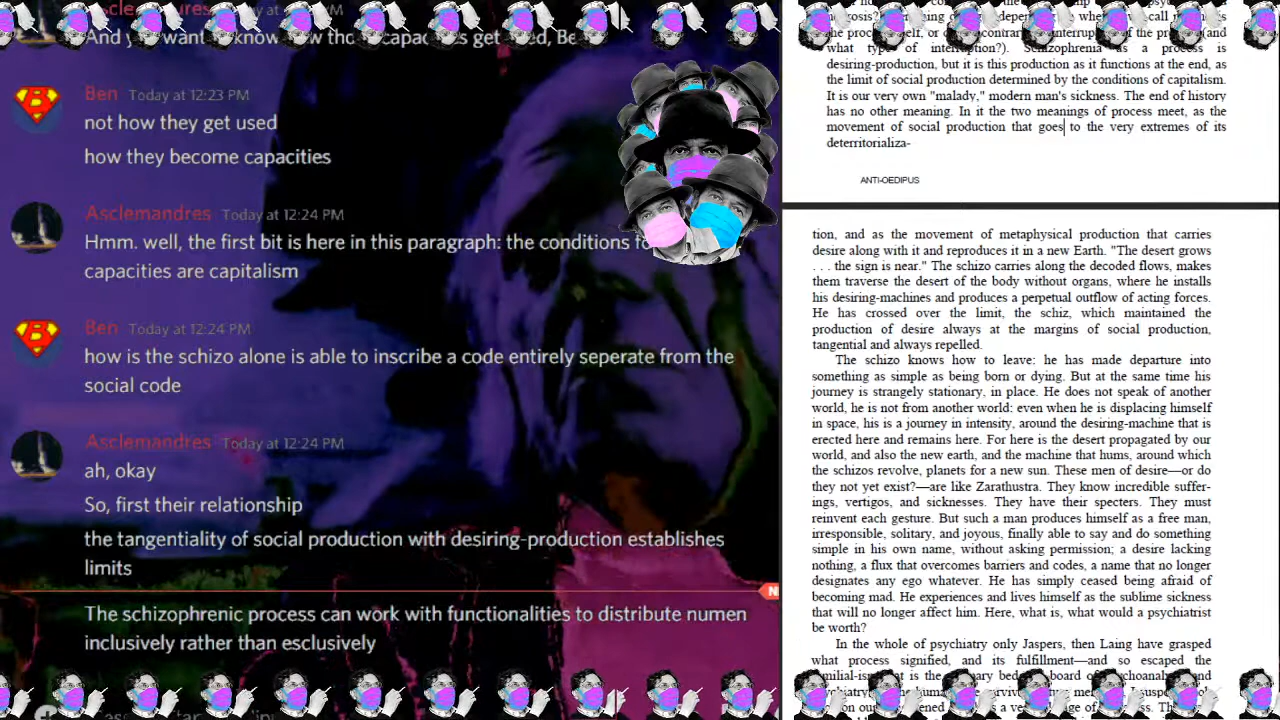 Ben Today at 12:23 PM
not how they get used
how they become capacities
Asclemandres Today at 12:24 PM
Hmm. well, the first bit is here in this paragraph: the conditions
capacities are capitalism
Ben Today at 12:24 PM
how is the schizo alone is able to inscribe a code entirely seperate from the
social code
Asclemandres Today at 12:24 PM
ah, okay
So, first their relationship
the tangentiality of social production with desiring-production establishes
limits
N
The schizophrenic process can work with functionalities to distribute numen
inclusively rather than esclusively
what type of Schizophrenia as a process is
desiring-production, but it is this production as it functions at the end, as
the limit of social production determined by the conditions of capitalism.
It is our very own "malady," modern man's sickness. The end of history
has no other meaning. In it the two meanings of process meet, as the
movement of social production that goes to the very extremes of its
deterritorializa-
ANTI-OEDIPUS
tion, and as the movement of metaphysical production that carries
desire along with it and reproduces it in a new Earth. "The desert grows
. . . the sign is near." The schizo carries along the decoded flows, makes
them traverse the desert of the body without organs, where he installs
his desiring-machines and produces a perpetual outflow of acting forces.
He has crossed over the limit, the schiz, which maintained the
production of desire always at the margins of social production,
tangential and always repelled.
The schizo knows how to leave: he has made departure into
something as simple as being born or dying. But at the same time his
journey is strangely stationary, in place. He does not speak of another
world, he is not from another world: even when he is displacing himself
in space, his is a journey in intensity, around the desiring-machine that is
erected here and remains here. For here is the desert propagated by our
world, and also the new earth, and the machine that hums, around which
the schizos revolve, planets for a new sun. These men of desire—or do
they not yet exist?—are like Zarathustra. They know incredible suffer-
ings, vertigos, and sicknesses. They have their specters. They must
reinvent each gesture. But such a man produces himself as a free man,
irresponsible, solitary, and joyous, finally able to say and do something
simple in his own name, without asking permission; a desire lacking
nothing, a flux that overcomes barriers and codes, a name that no longer
designates any ego whatever. He has simply ceased being afraid of
becoming mad. He experiences and lives himself as the sublime sickness
that will no longer affect him. Here, what is, what would a psychiatrist
be worth?
In the whole of psychiatry only Jaspers, then Laing have grasped
what process signified, and its fulfillment—and so escaped the